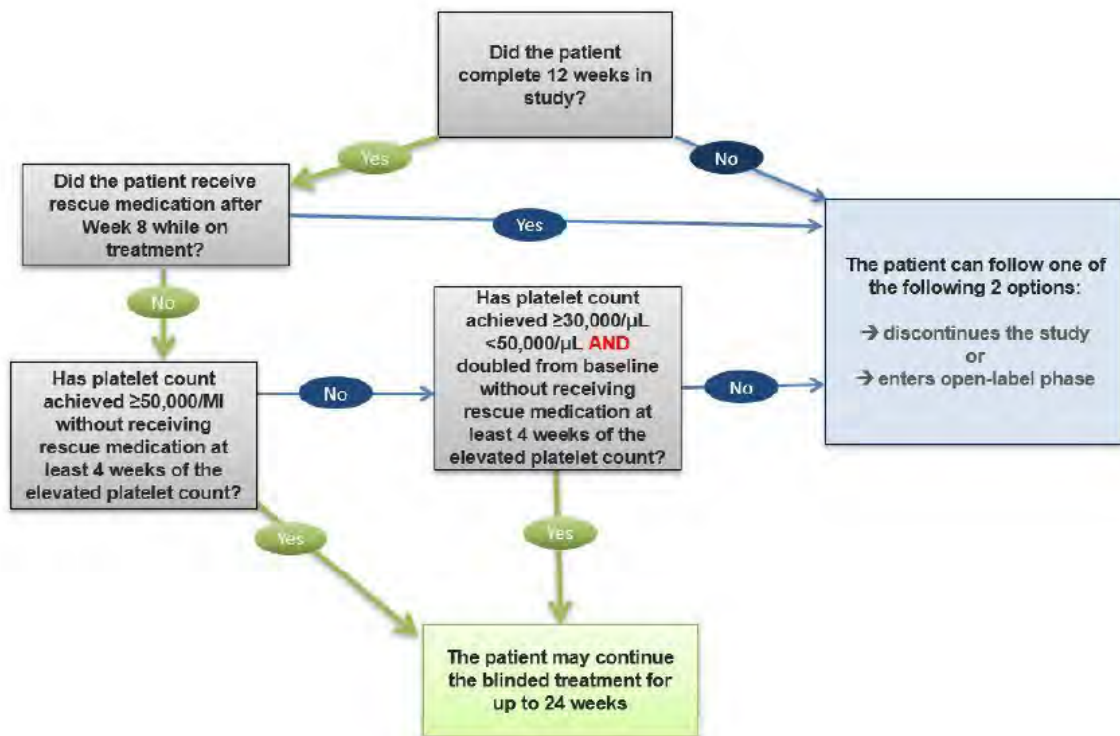 Did the patient
complete 12 weeks in
study?
Yes
No
Did the patient receive
rescue medication after
Week 8 while on
treatment?
Yes
No
The patient can follow one of
the following 2 options:
→ discontinues the study
or
→ enters open-label phase
Has platelet count
achieved ≥50,000/MI
without receiving
rescue medication at
least 4 weeks of the
elevated platelet count?
No
Has platelet count
achieved ≥30,000/µL
<50,000/µL AND
doubled from baseline
without receiving
rescue medication at
least 4 weeks of the
elevated platelet count?
No
Yes
Yes
The patient may continue
the blinded treatment for
up to 24 weeks